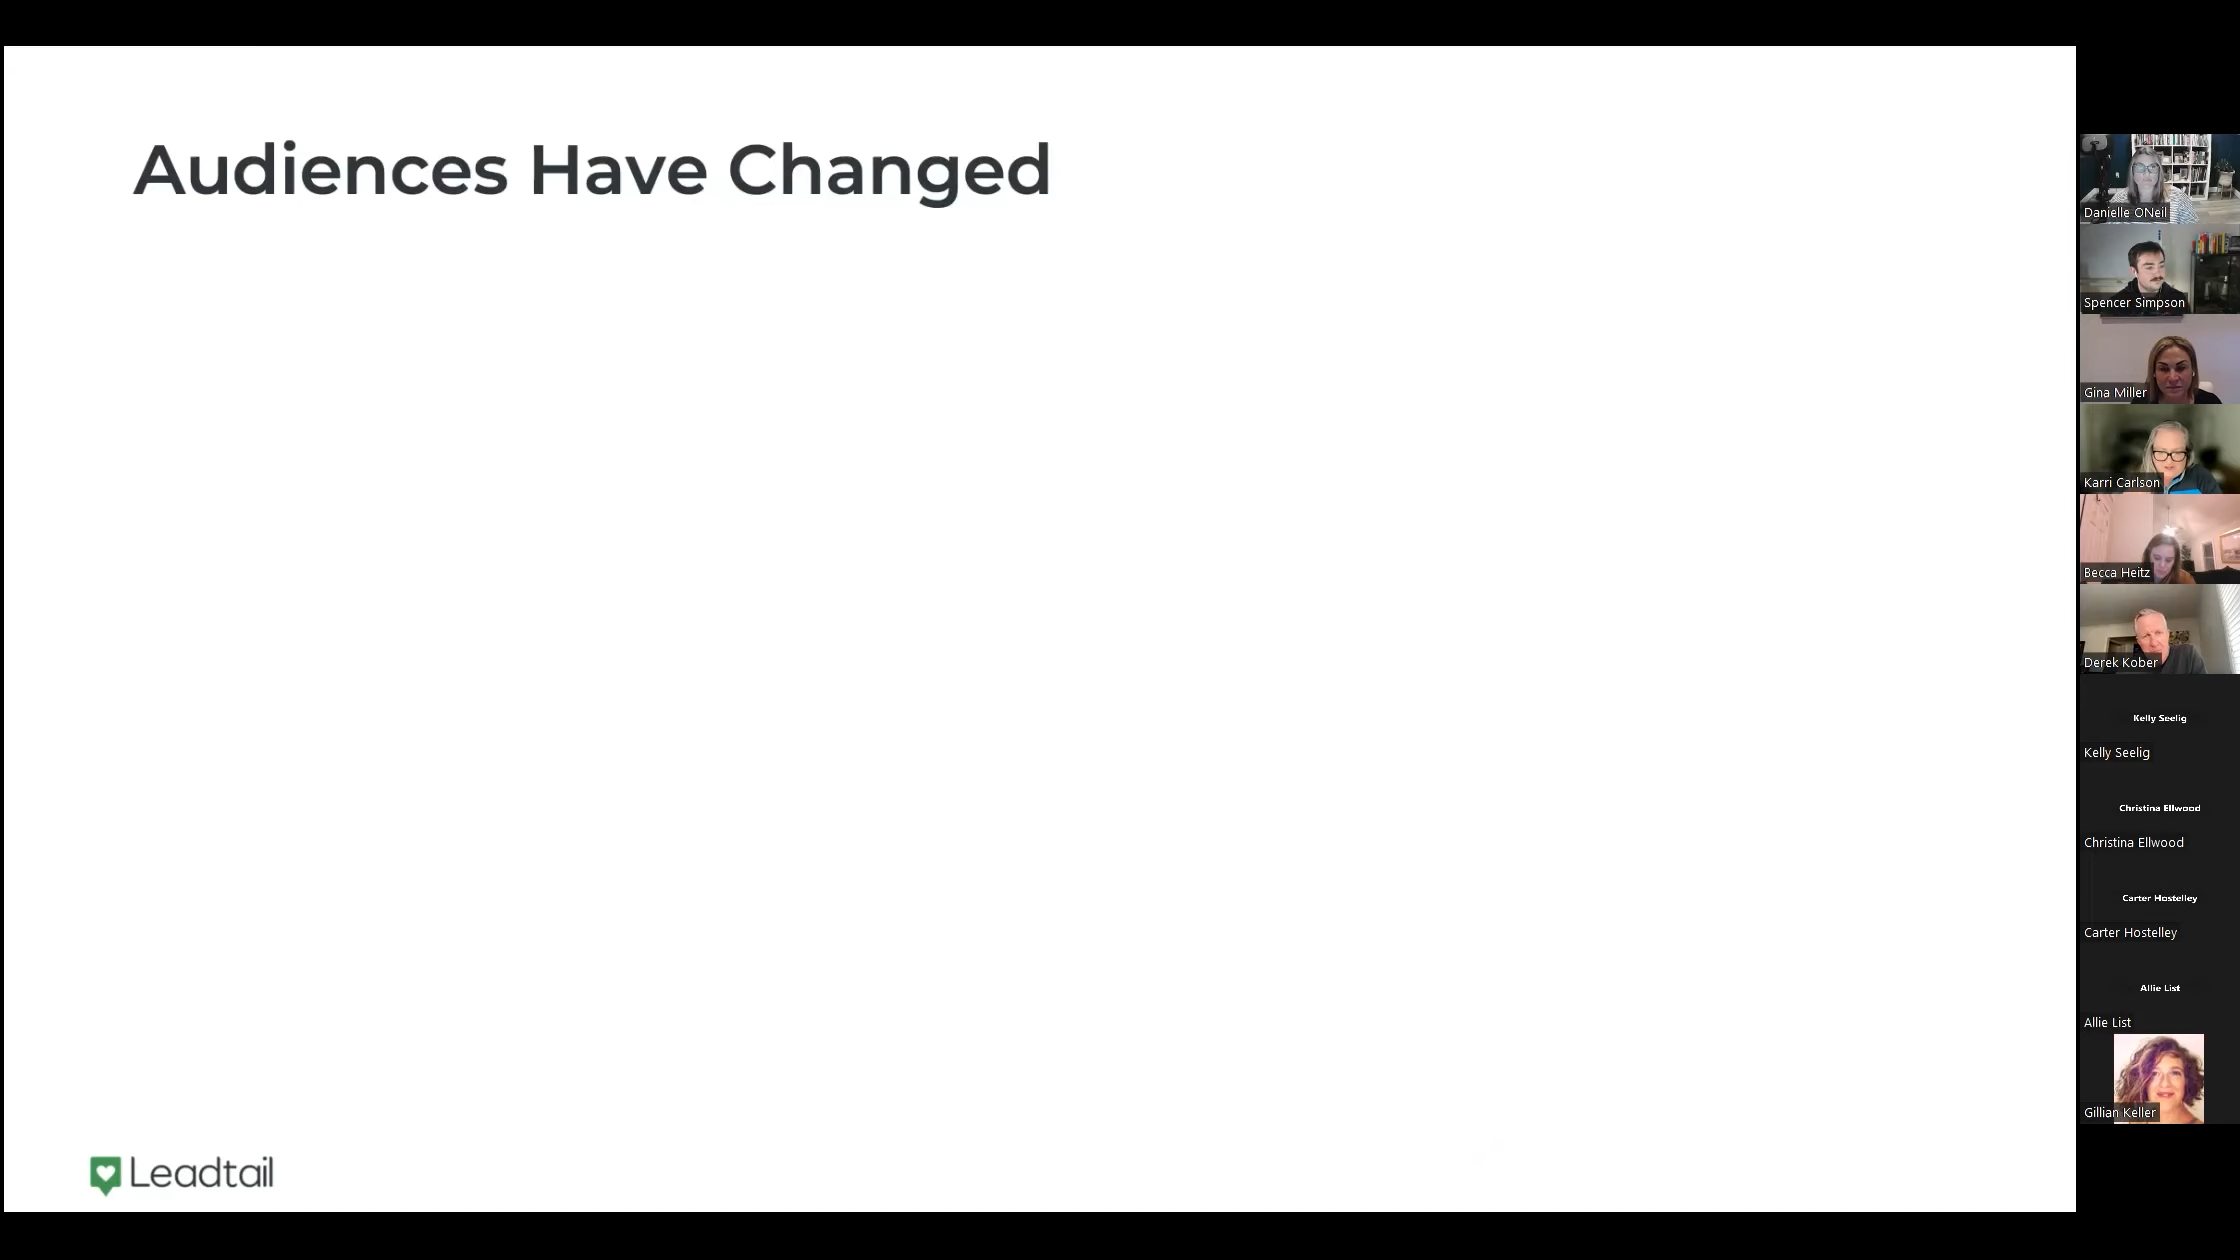 Audiences Have Changed
Leadtail
Danielle ONeil
Spencer Simpson
Gina Miller
Karri Carlson
Becca Heitz
Derek Kober
Kelly Seelig
Kelly Seelig
Christina Ellwood
Christina Ellwood
Carter Hostelley
Carter Hostelley
Allie List
Allie List
Gillian Keller